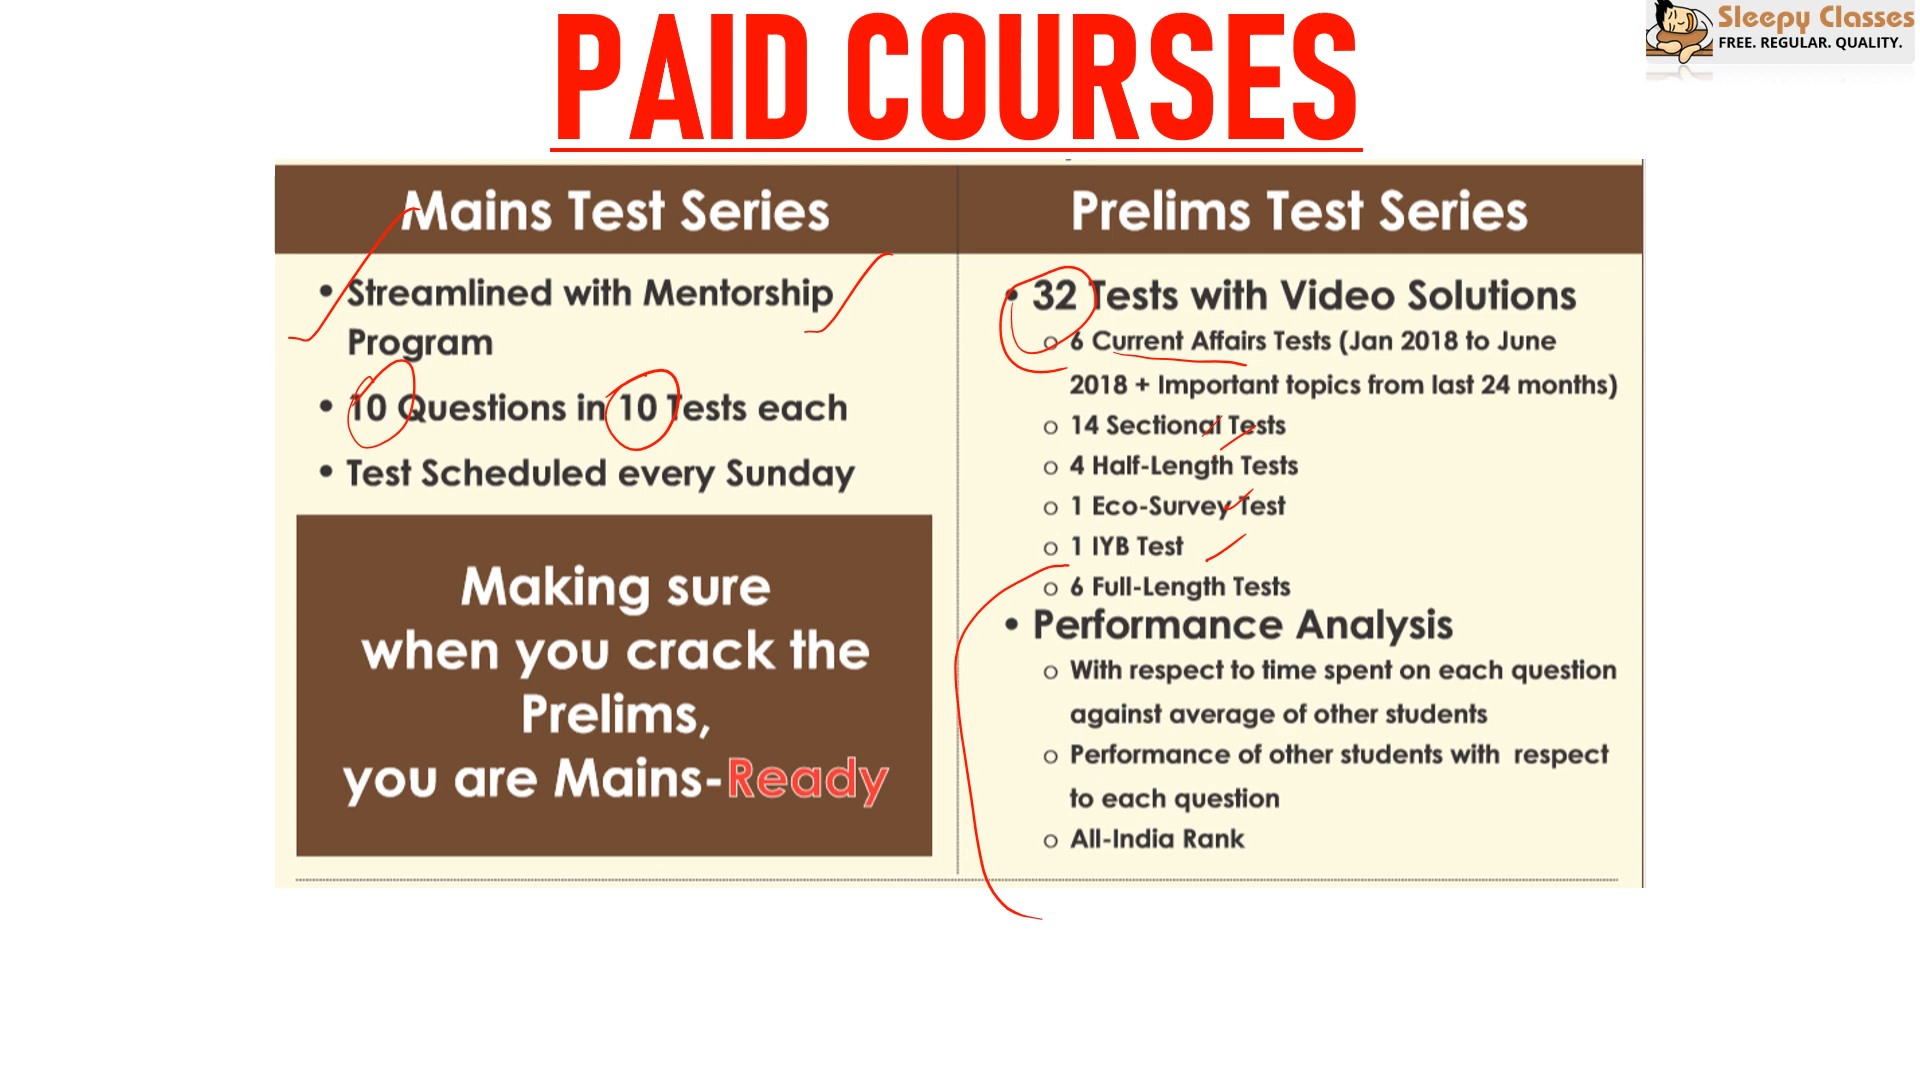 PAID COURSES
Sleepy Classes
FREE. REGULAR. QUALITY.
Mains Test Series
• Streamlined with Mentorship
Program
• 10 Questions in 10 Tests each
• Test Scheduled every Sunday
Making sure
when you crack the
Prelims,
you are Mains-Ready
Prelims Test Series
• 32 Tests with Video Solutions
o 6 Current Affairs Tests (Jan 2018 to June
2018 + Important topics from last 24 months)
o 14 Sectional Tests
o 4 Half-Length Tests
o 1 Eco-Survey Test
o 1 IYB Test
o 6 Full-Length Tests
• Performance Analysis
o With respect to time spent on each question
against average of other students
o Performance of other students with respect
to each question
o All-India Rank